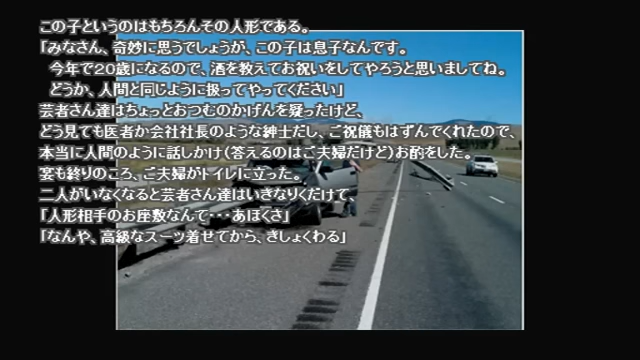 この子というのはもちろんその人形である。
「みなさん、奇妙に思うでしょうが、この子は息子なんです。
今年で２０歳になるので、酒を教えてお祝いをしてやろうと思いましてね。
どうか、人間と同じように扱ってやってください」
芸者さん達はちょっとおつむのかげんを疑ったけど、
どう見ても医者か会社社長のような紳士だし、ご祝儀もはずんでくれたので、
本当に人間のように話しかけ（答えるのはご夫婦だけど）お酌をした。
宴も終りのころ、ご夫婦がトイレに立った。
二人がいなくなると芸者さん達はいきなりくだけて、
「人形相手のお座敷なんて・・・あほくさ」
「なんや、高級なスーツ着せてから、きしょくわる」